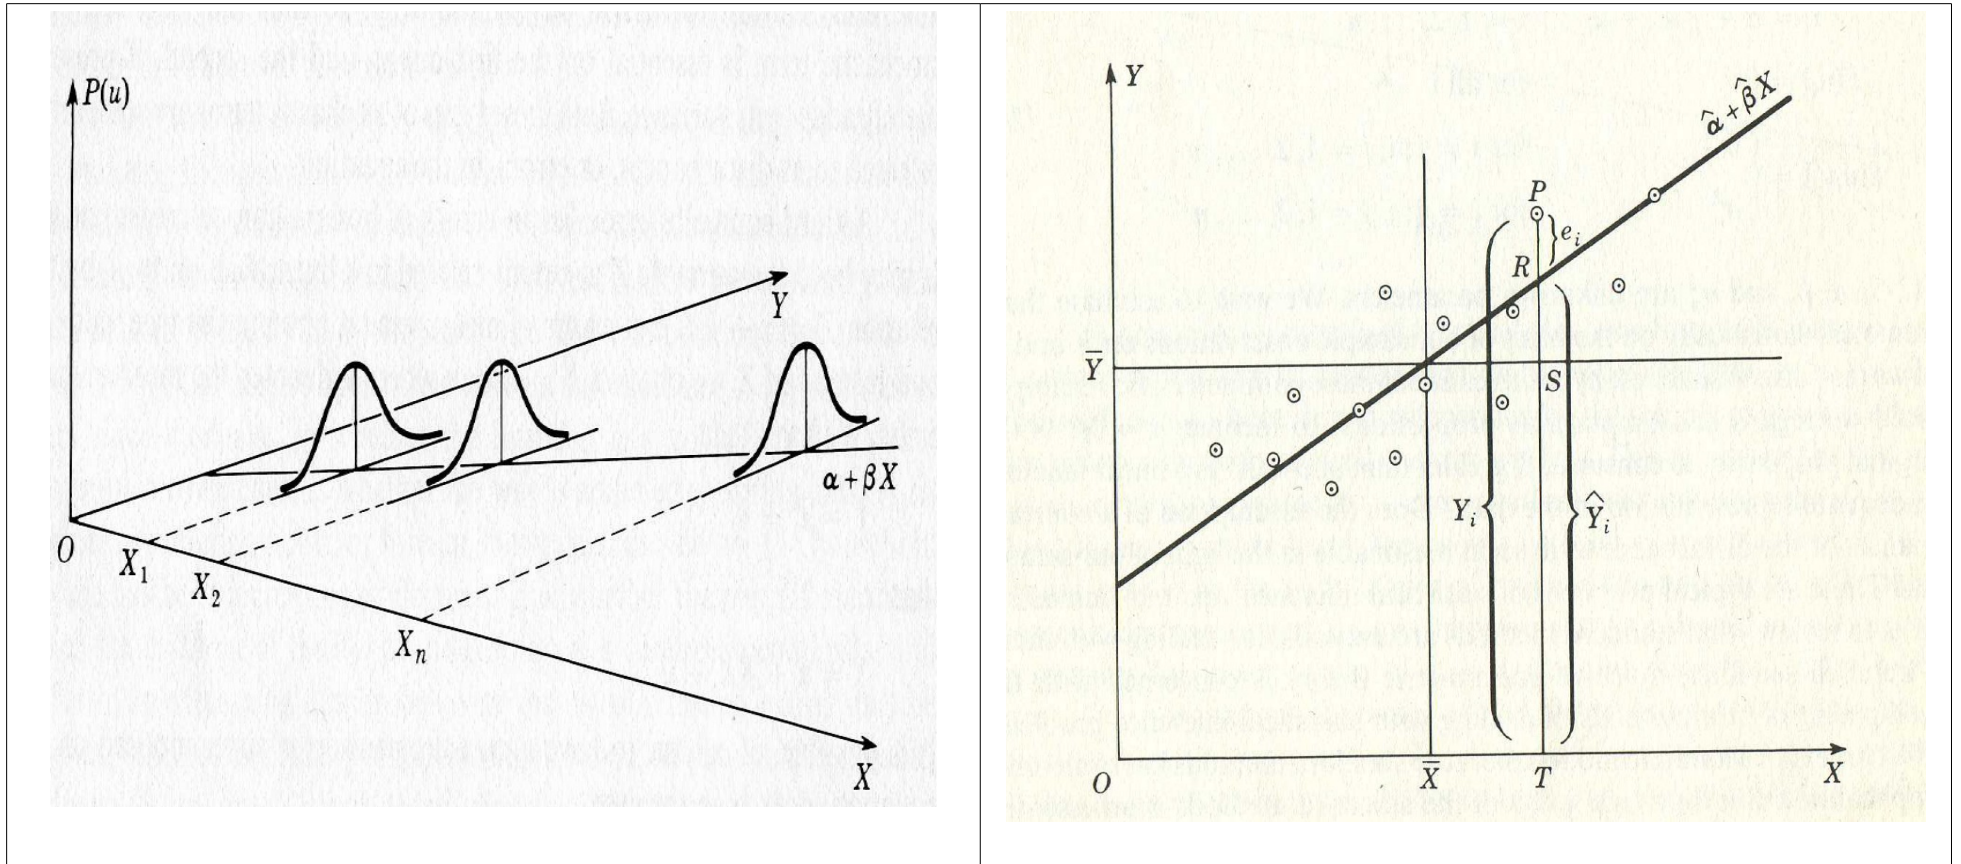 P(u)
Y
α+βX
O
X₁
X₂
Xₙ
X
Y
α̂+β̂X
P
eᵢ
R
Y̅
S
Yᵢ
Ŷᵢ
O
X̅
T
X